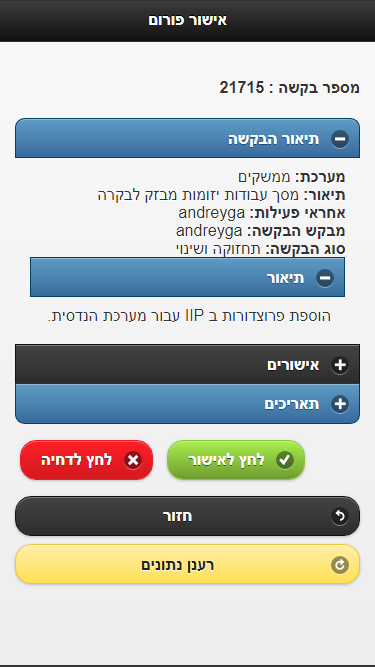 אישור פורום
מספר בקשה : 21715
תיאור הבקשה
מערכת: ממשקים
תיאור: מסך עבודות יזומות מבזק לבקרה
אחראי פעילות: andreyga
מבקש הבקשה: andreyga
סוג הבקשה: תחזוקה ושינוי
תיאור
הוספת פרוצדורות ב IIP עבור מערכת הנדסית.
אישורים
תאריכים
לחץ לאישור
לחץ לדחיה
חזור
רענן נתונים